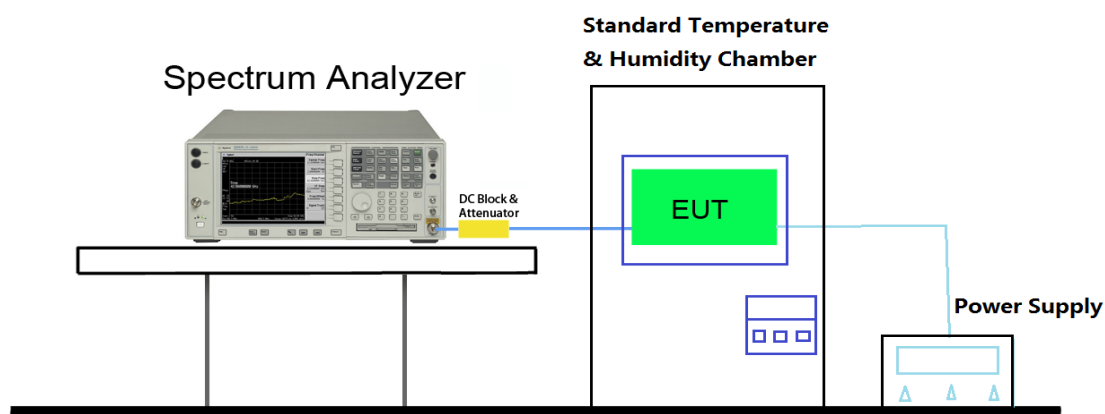 Standard Temperature
& Humidity Chamber
Spectrum Analyzer
DC Block &
Attenuator
EUT
Power Supply